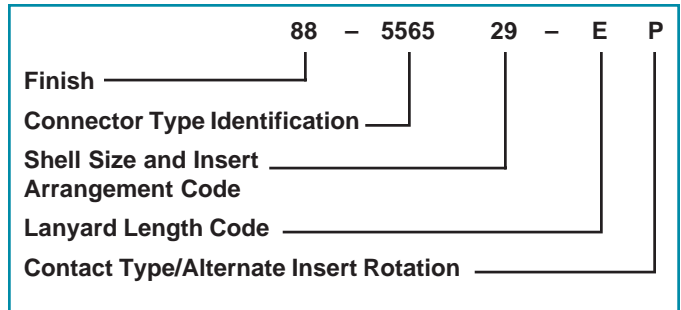 88 – 5565 29 – E P
Finish
Connector Type Identification
Shell Size and Insert
Arrangement Code
Lanyard Length Code
Contact Type/Alternate Insert Rotation